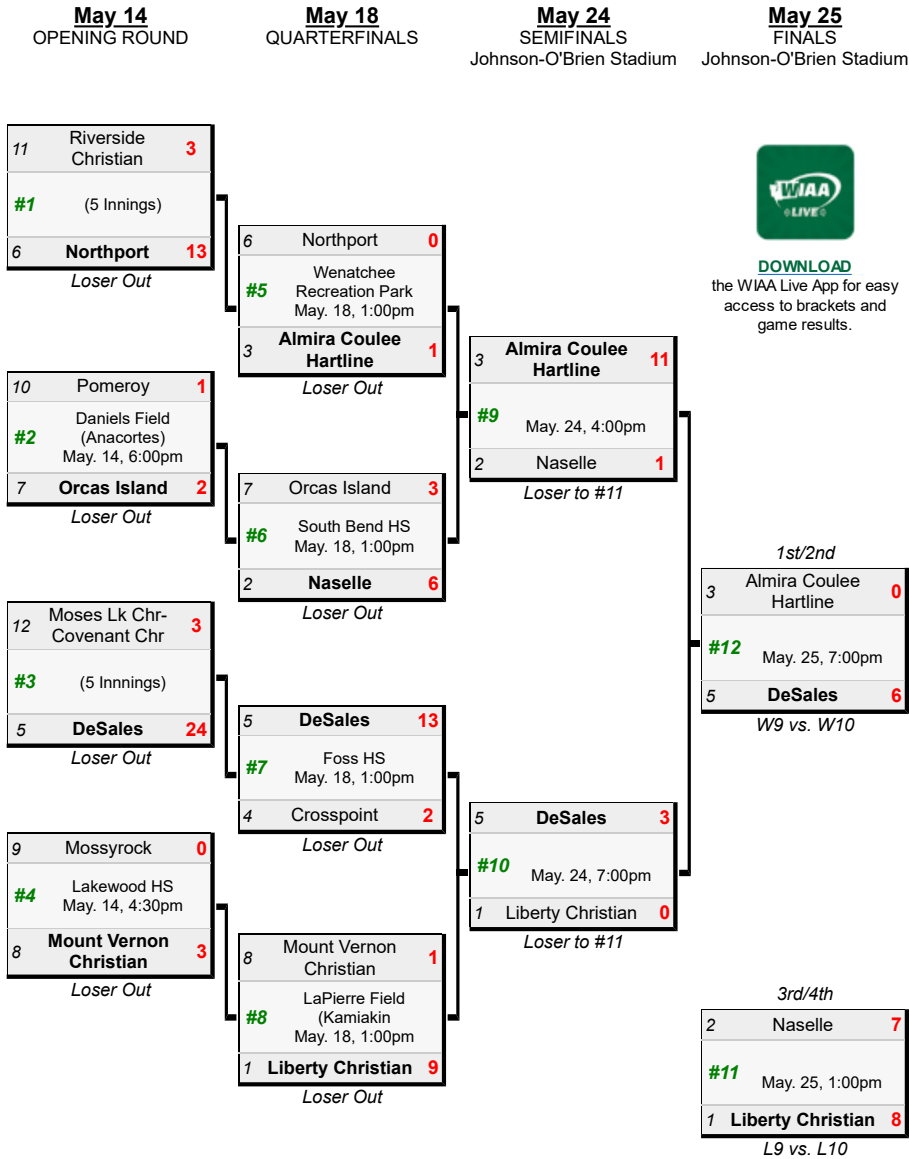 May 14
OPENING ROUND
May 18
QUARTERFINALS
May 24
SEMIFINALS
Johnson-O'Brien Stadium
May 25
FINALS
Johnson-O'Brien Stadium
11 Riverside
Christian 3
#1 (5 Innings)
6 Northport 13
Loser Out
10 Pomeroy 1
#2 Daniels Field
(Anacortes)
May. 14, 6:00pm
7 Orcas Island 2
Loser Out
12 Moses Lk Chr-
Covenant Chr 3
#3 (5 Innnings)
5 DeSales 24
Loser Out
9 Mossyrock 0
#4 Lakewood HS
May. 14, 4:30pm
8 Mount Vernon
Christian 3
Loser Out
6 Northport 0
#5 Wenatchee
Recreation Park
May. 18, 1:00pm
3 Almira Coulee
Hartline 1
Loser Out
7 Orcas Island 3
#6 South Bend HS
May. 18, 1:00pm
2 Naselle 6
Loser Out
5 DeSales 13
#7 Foss HS
May. 18, 1:00pm
4 Crosspoint 2
Loser Out
8 Mount Vernon
Christian 1
#8 LaPierre Field
(Kamiakin
May. 18, 1:00pm
1 Liberty Christian 9
Loser Out
3 Almira Coulee
Hartline 11
#9 May. 24, 4:00pm
2 Naselle 1
Loser to #11
5 DeSales 3
#10 May. 24, 7:00pm
1 Liberty Christian 0
Loser to #11
WIAA
LIVE
DOWNLOAD
the WIAA Live App for easy
access to brackets and
game results.
1st/2nd
3 Almira Coulee
Hartline 0
#12 May. 25, 7:00pm
5 DeSales 6
W9 vs. W10
3rd/4th
2 Naselle 7
#11 May. 25, 1:00pm
1 Liberty Christian 8
L9 vs. L10